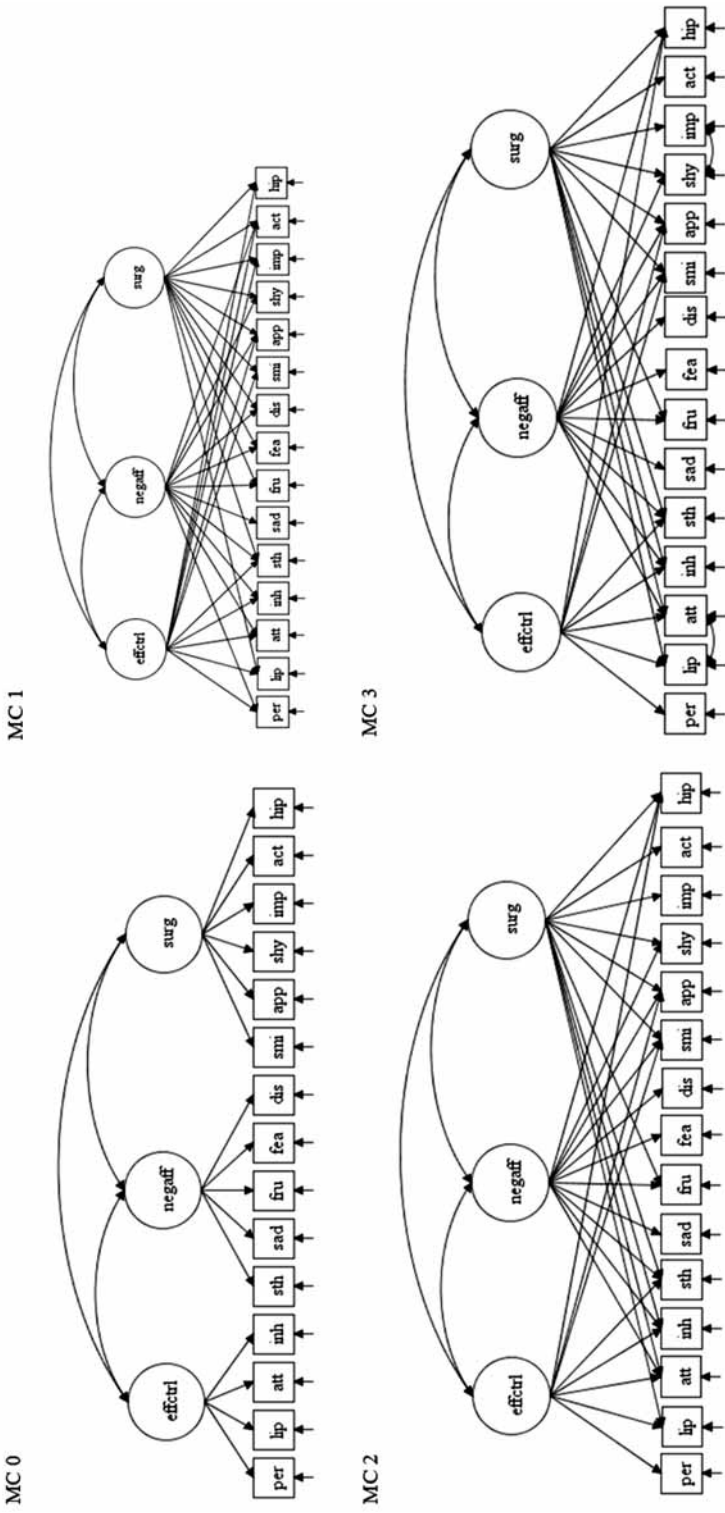 MC 0
effctrl negaff surg
per lip att inh sth sad fru fea dis smi app shy imp act hip
MC 1
effctrl negaff surg
per lip att inh sth sad fru fea dis smi app shy imp act hip
MC 2
effctrl negaff surg
per lip att inh sth sad fru fea dis smi app shy imp act hip
MC 3
effctrl negaff surg
per lip att inh sth sad fru fea dis smi app shy imp act hip